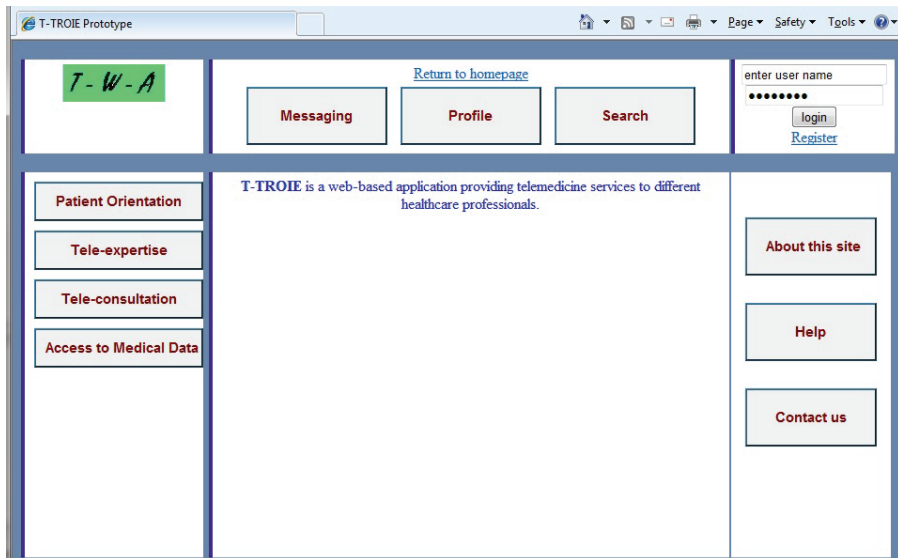 T-TROIE Prototype
Page Safety Tools
T - W - A
Return to homepage
Messaging Profile Search
enter user name
login
Register
Patient Orientation
Tele-expertise
Tele-consultation
Access to Medical Data
T-TROIE is a web-based application providing telemedicine services to different
healthcare professionals.
About this site
Help
Contact us